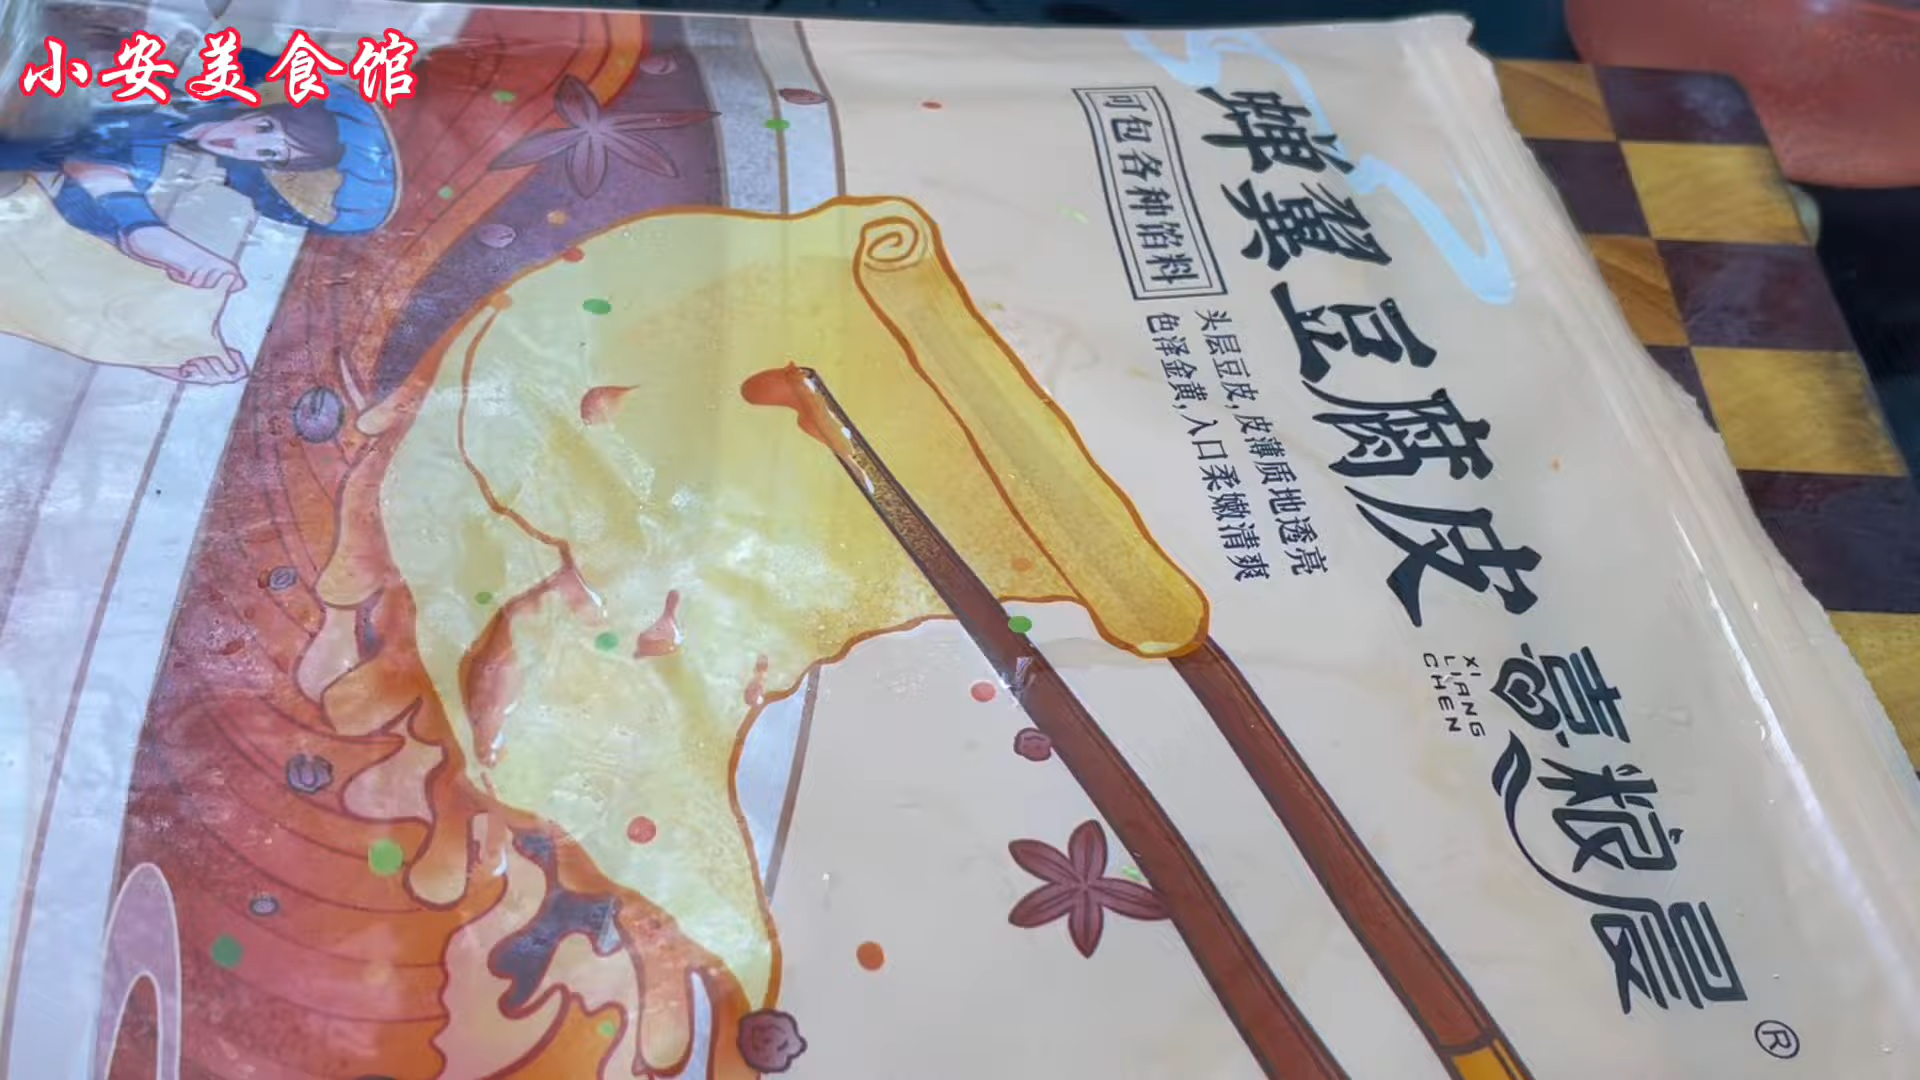 小安美食馆
喜粮晨®
XI
LIANG
CHEN
蝉翼豆腐皮
可包各种馅料
头层豆皮,皮薄质地透亮
色泽金黄,入口柔嫩清爽